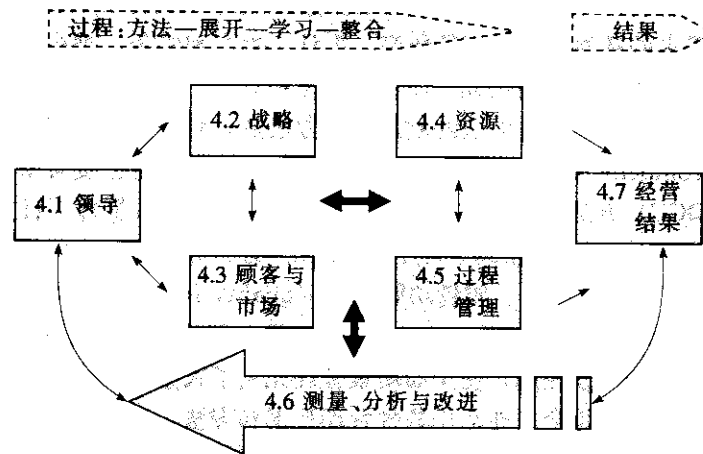 过程:方法—展开—学习—整合
结果
4.2 战略
4.4 资源
4.1 领导
4.7 经营
结果
4.3 顾客与
市场
4.5 过程
管理
4.6 测量、分析与改进